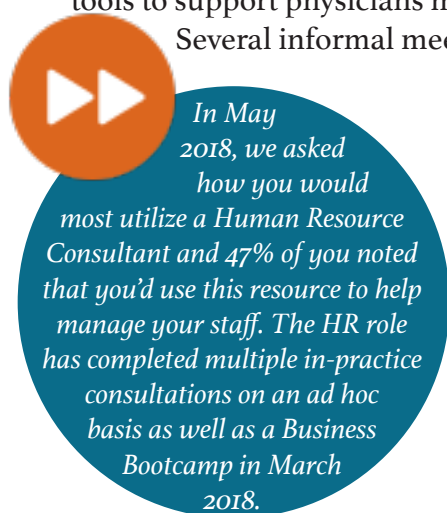 tools to support physicians
Several informal
In May
2018, we asked
how you would
most utilize a Human Resource
Consultant and 47% of you noted
that you’d use this resource to help
manage your staff. The HR role
has completed multiple in-practice
consultations on an ad hoc
basis as well as a Business
Bootcamp in March
2018.